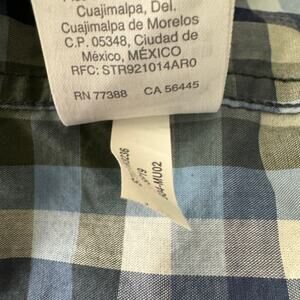 Cuajimalpa, Del.
Cuajimalpa de Morelos
C.P. 05348, Ciudad de
México, MÉXICO
RFC: STR921014AR0
RN 77388 CA 56445